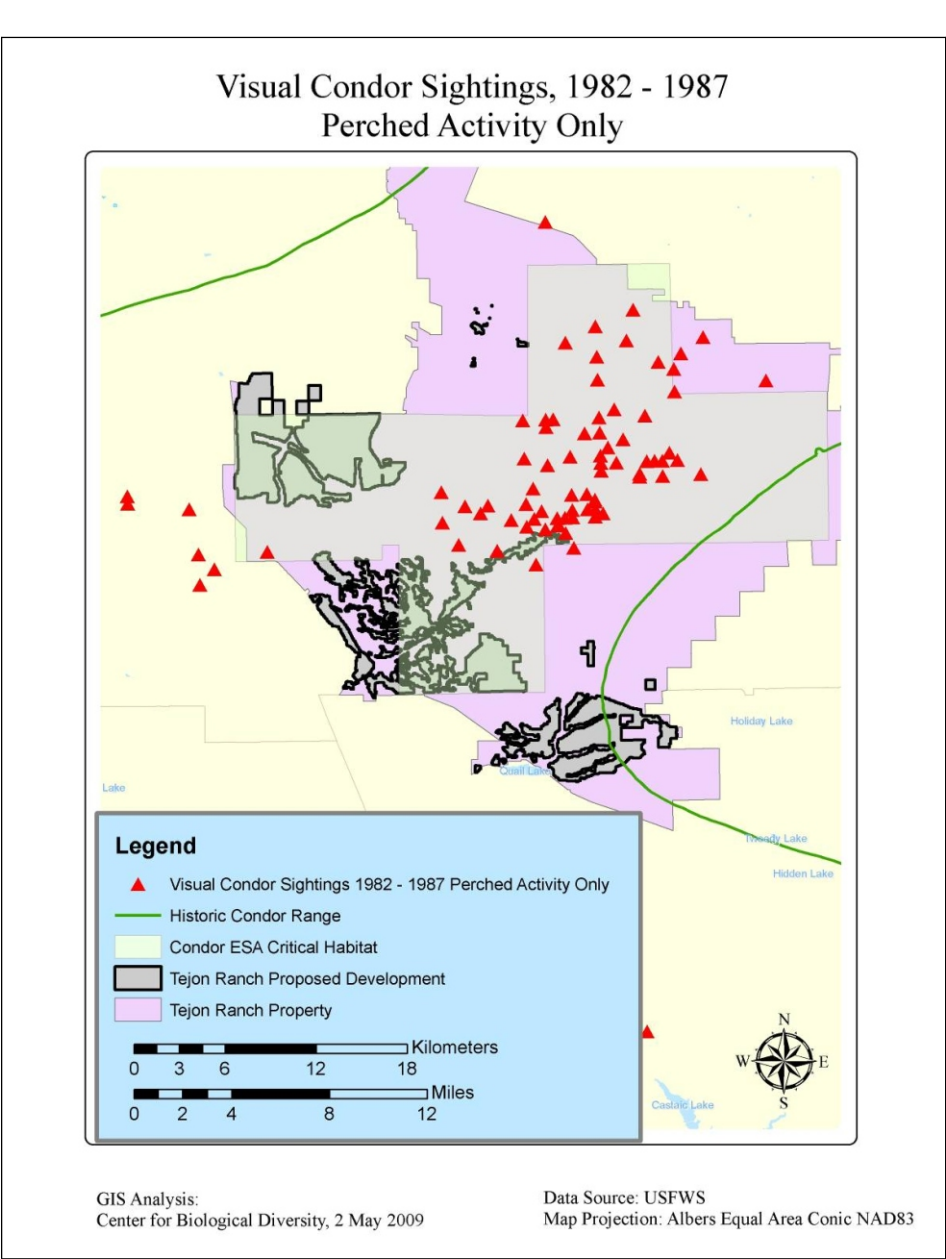 Visual Condor Sightings, 1982 - 1987
Perched Activity Only
Holiday Lake
Quail Lake
Lake
Tweedy Lake
Hidden Lake
Legend
Visual Condor Sightings 1982 - 1987 Perched Activity Only
Historic Condor Range
Condor ESA Critical Habitat
Tejon Ranch Proposed Development
Tejon Ranch Property
Kilometers
0 3 6 12 18
Miles
0 2 4 8 12
N
W E
S
Castaic Lake
GIS Analysis:
Center for Biological Diversity, 2 May 2009
Data Source: USFWS
Map Projection: Albers Equal Area Conic NAD83